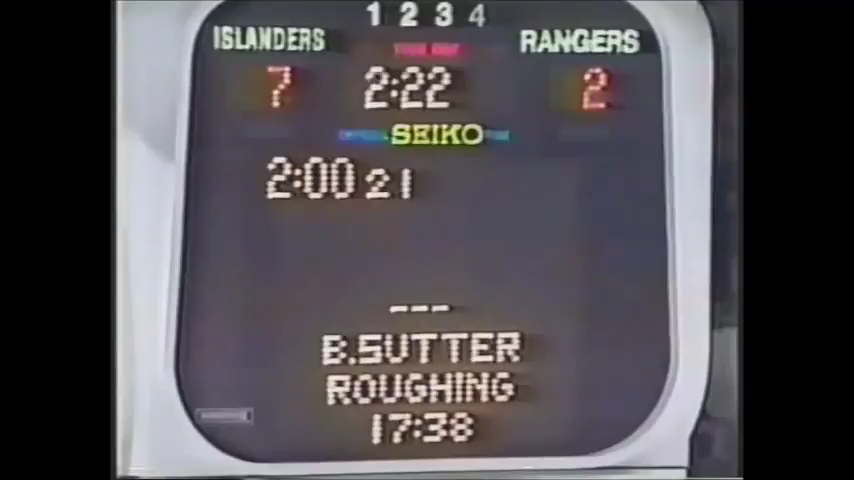 1 2 3 4
ISLANDERS RANGERS
7 2:22 2
SEIKO
2:00 21
---
B.SUTTER
ROUGHING
17:38